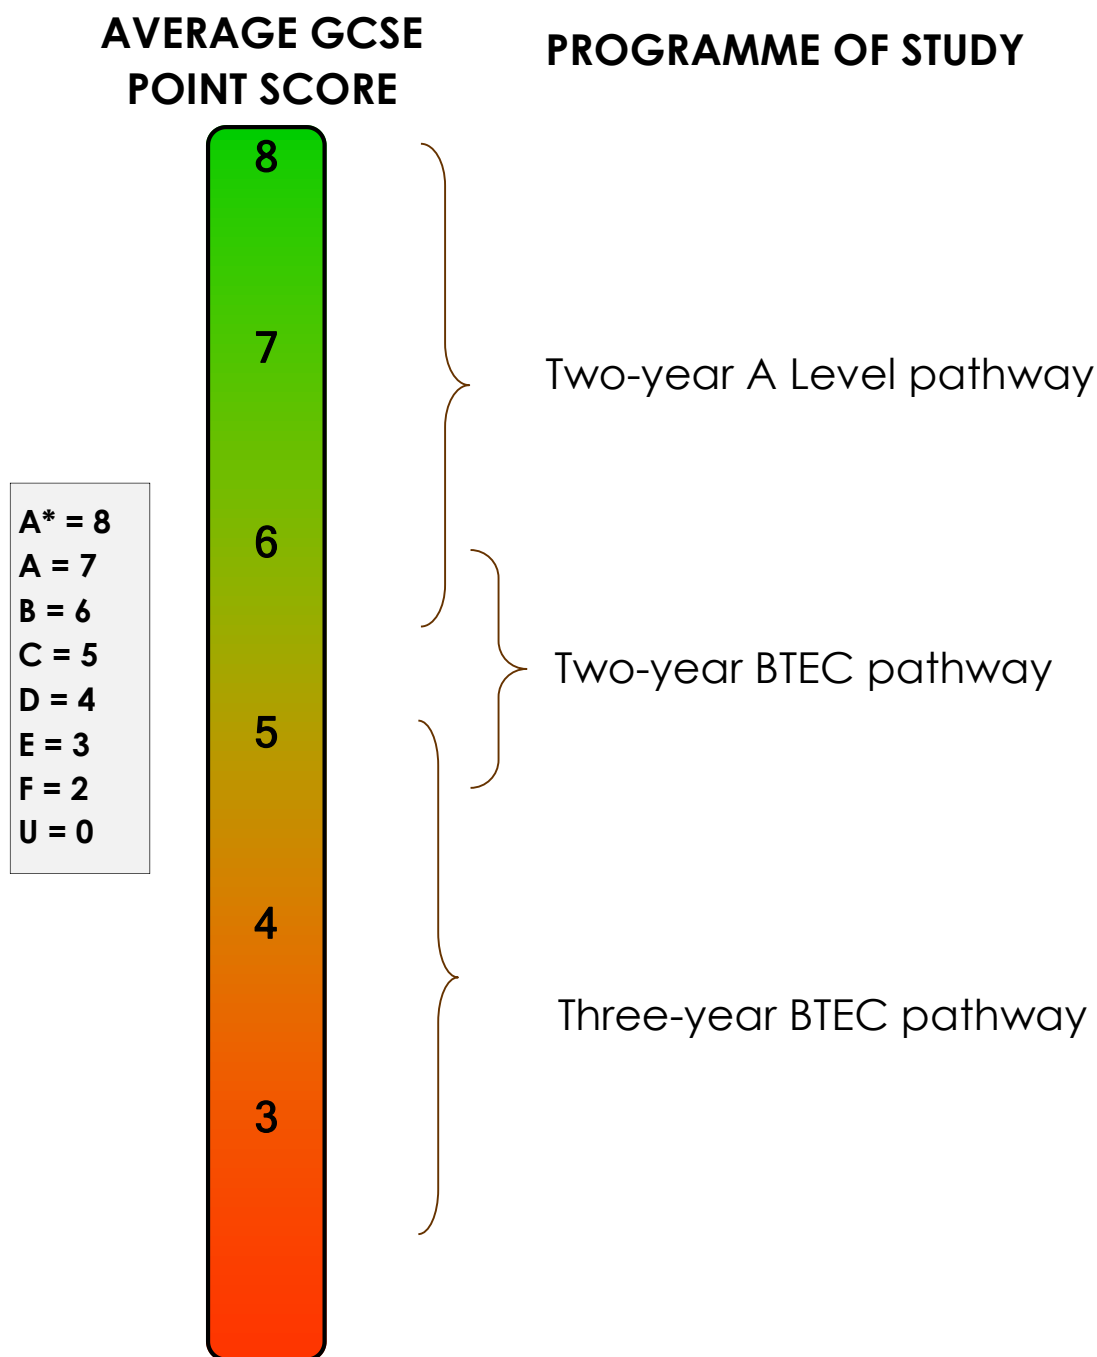 AVERAGE GCSE
POINT SCORE
PROGRAMME OF STUDY
8
7
Two-year A Level pathway
A* = 8
A = 7
B = 6
C = 5
D = 4
E = 3
F = 2
U = 0
6
Two-year BTEC pathway
5
4
Three-year BTEC pathway
3